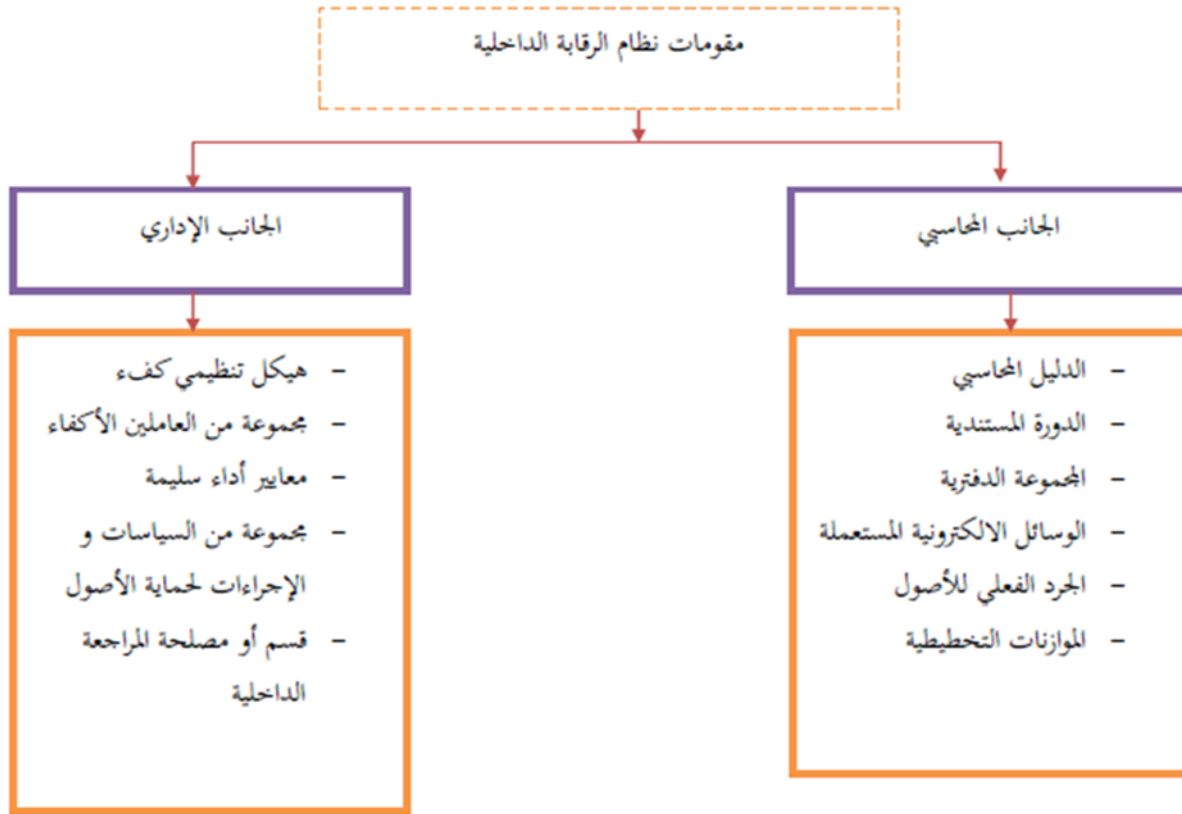 مقومات نظام الرقابة الداخلية
الجانب المحاسبي
الجانب الإداري
- الدليل المحاسبي
- الدورة المستندية
- المجموعة الدفترية
- الوسائل الالكترونية المستعملة
- الجرد الفعلي للأصول
- الموازنات التخطيطية
- هيكل تنظيمي كفء
- مجموعة من العاملين الأكفاء
- معايير أداء سليمة
- مجموعة من السياسات و
الإجراءات لحماية الأصول
- قسم أو مصلحة المراجعة
الداخلية